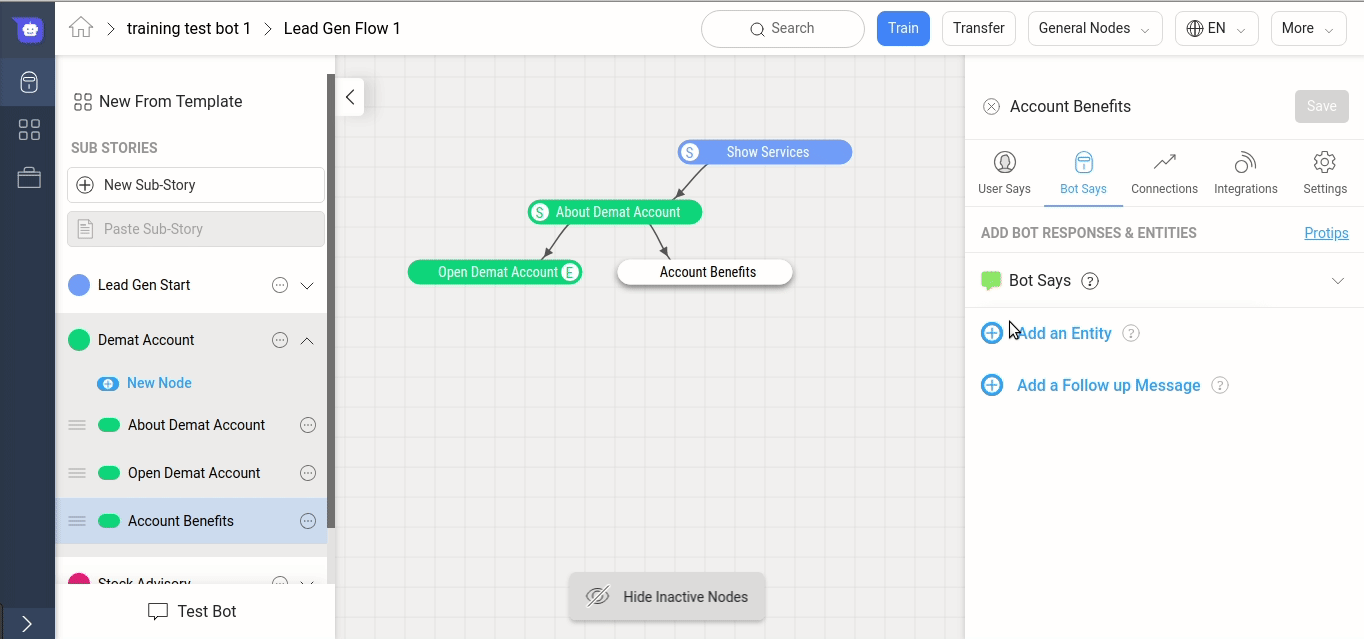 training test bot 1
Lead Gen Flow 1
Search
Train
Transfer
General Nodes
EN
More
New From Template
SUB STORIES
New Sub-Story
Paste Sub-Story
Lead Gen Start
Demat Account
New Node
About Demat Account
Open Demat Account
Account Benefits
Stock Advisory
Test Bot
S Show Services
S About Demat Account
Open Demat Account E
Account Benefits
Hide Inactive Nodes
Account Benefits
Save
User Says
Bot Says
Connections
Integrations
Settings
ADD BOT RESPONSES & ENTITIES
Protips
Bot Says ?
Add an Entity ?
Add a Follow up Message ?